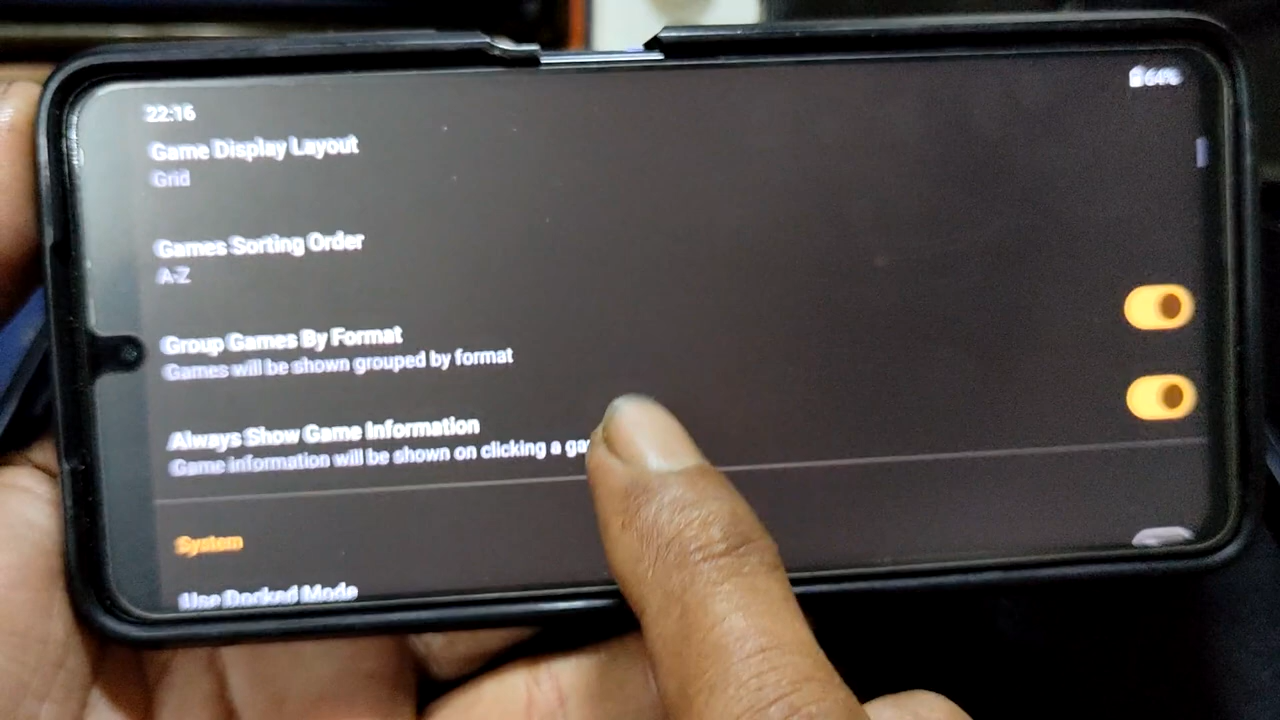 22:16
64%
Game Display Layout
Grid
Games Sorting Order
A-Z
Group Games By Format
Games will be shown grouped by format
Always Show Game Information
Game information will be shown on clicking a
System
Use Docked Mode